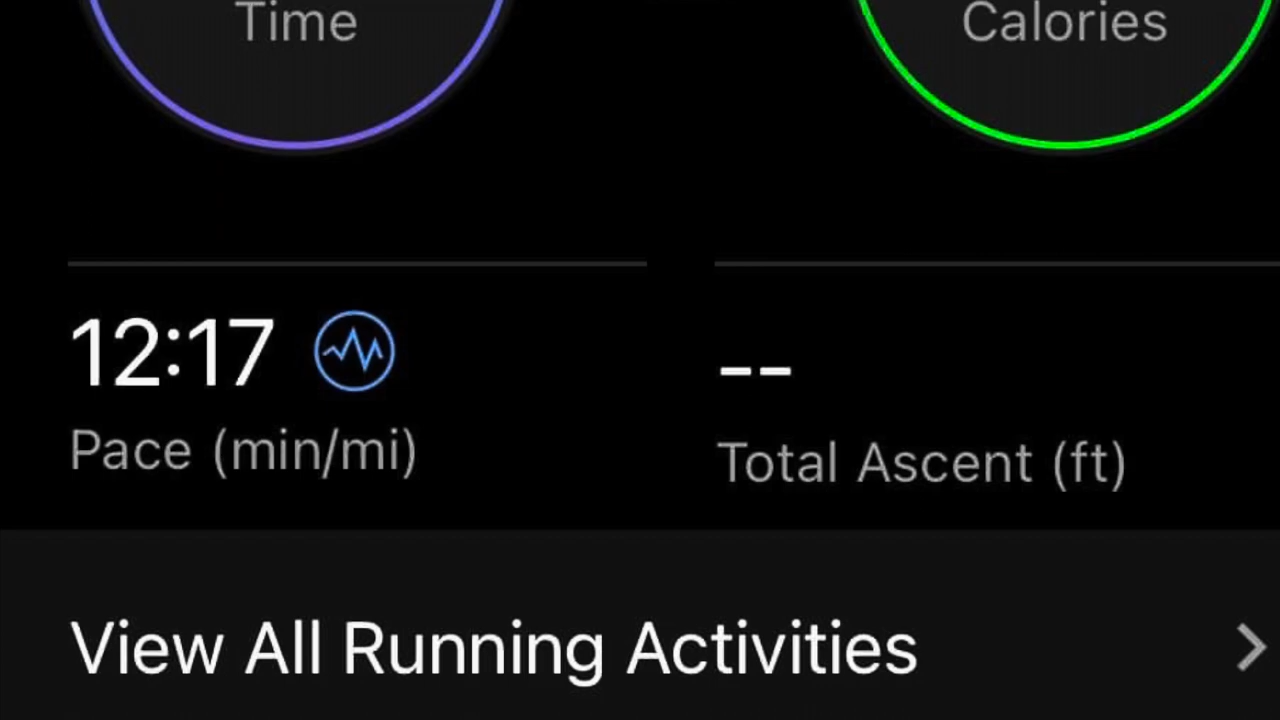 Time
Calories
12:17
Pace (min/mi)
--
Total Ascent (ft)
View All Running Activities